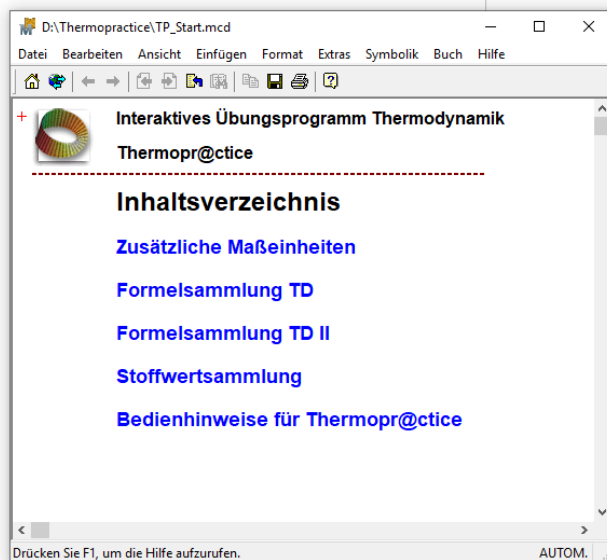 D:\Thermopractice\TP_Start.mcd
Datei Bearbeiten Ansicht Einfügen Format Extras Symbolik Buch Hilfe
Interaktives Übungsprogramm Thermodynamik
Thermopr@ctice
Inhaltsverzeichnis
Zusätzliche Maßeinheiten
Formelsammlung TD
Formelsammlung TD II
Stoffwertsammlung
Bedienhinweise für Thermopr@ctice
Drücken Sie F1, um die Hilfe aufzurufen. AUTOM.